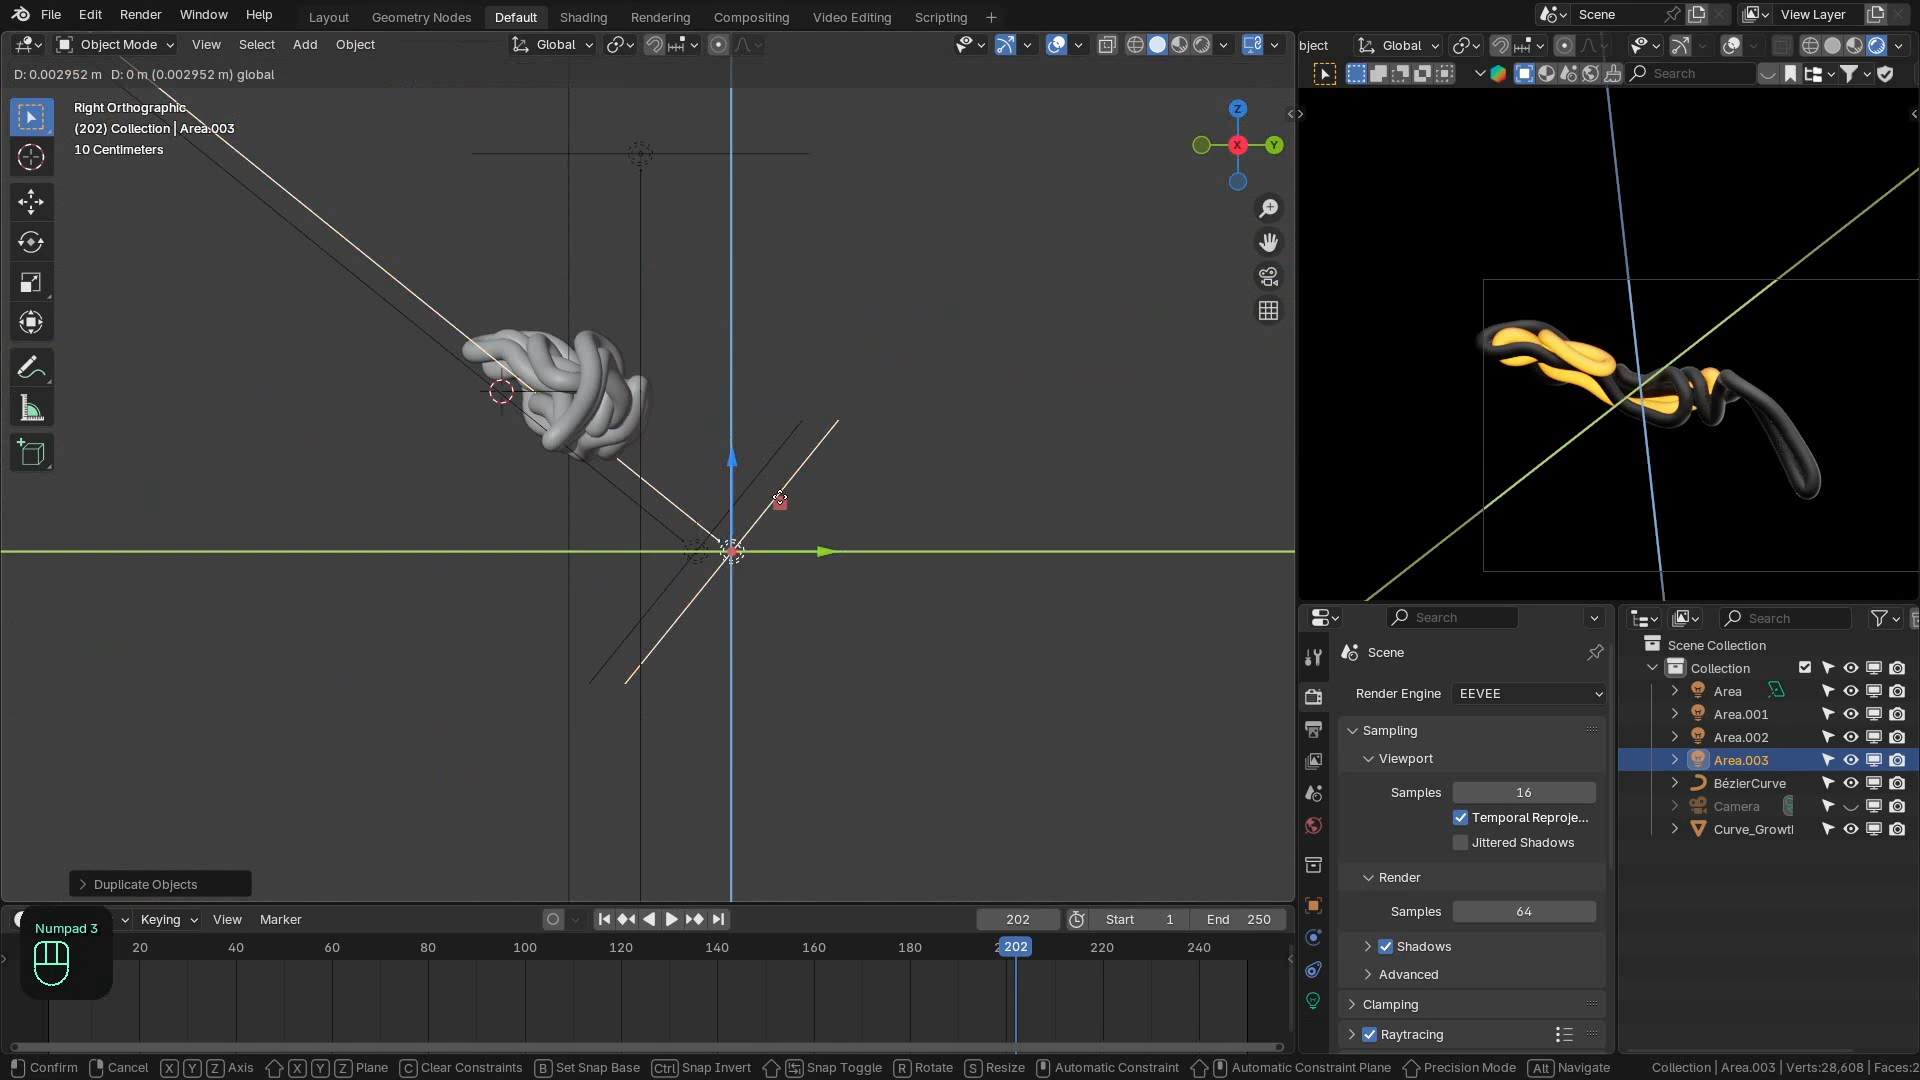 File Edit Render Window Help Layout Geometry Nodes Default Shading Rendering Compositing Video Editing Scripting + Scene View Layer
Object Mode View Select Add Object Global
bject Global
D: 0.002952 m D: 0 m (0.002952 m) global
Search
Right Orthographic
(202) Collection | Area.003
10 Centimeters
Z
X
Y
Search
Search
Scene
Scene Collection
Collection
Render Engine EEVEE
Area
Area.001
Sampling
Area.002
Viewport
Area.003
Samples 16
BézierCurve
Temporal Reproje...
Camera
Jittered Shadows
Curve_Growtl
Render
Duplicate Objects
Samples 64
Keying View Marker
202 Start 1 End 250
Numpad 3
20 40 60 80 100 120 140 160 180 202 220 240
Shadows
Advanced
Clamping
Raytracing
Confirm Cancel X Y Z Axis X Y Z Plane C Clear Constraints B Set Snap Base Ctrl Snap Invert Snap Toggle R Rotate S Resize Automatic Constraint Automatic Constraint Plane Precision Mode Alt Navigate Collection | Area.003 | Verts:28,608 | Faces:2